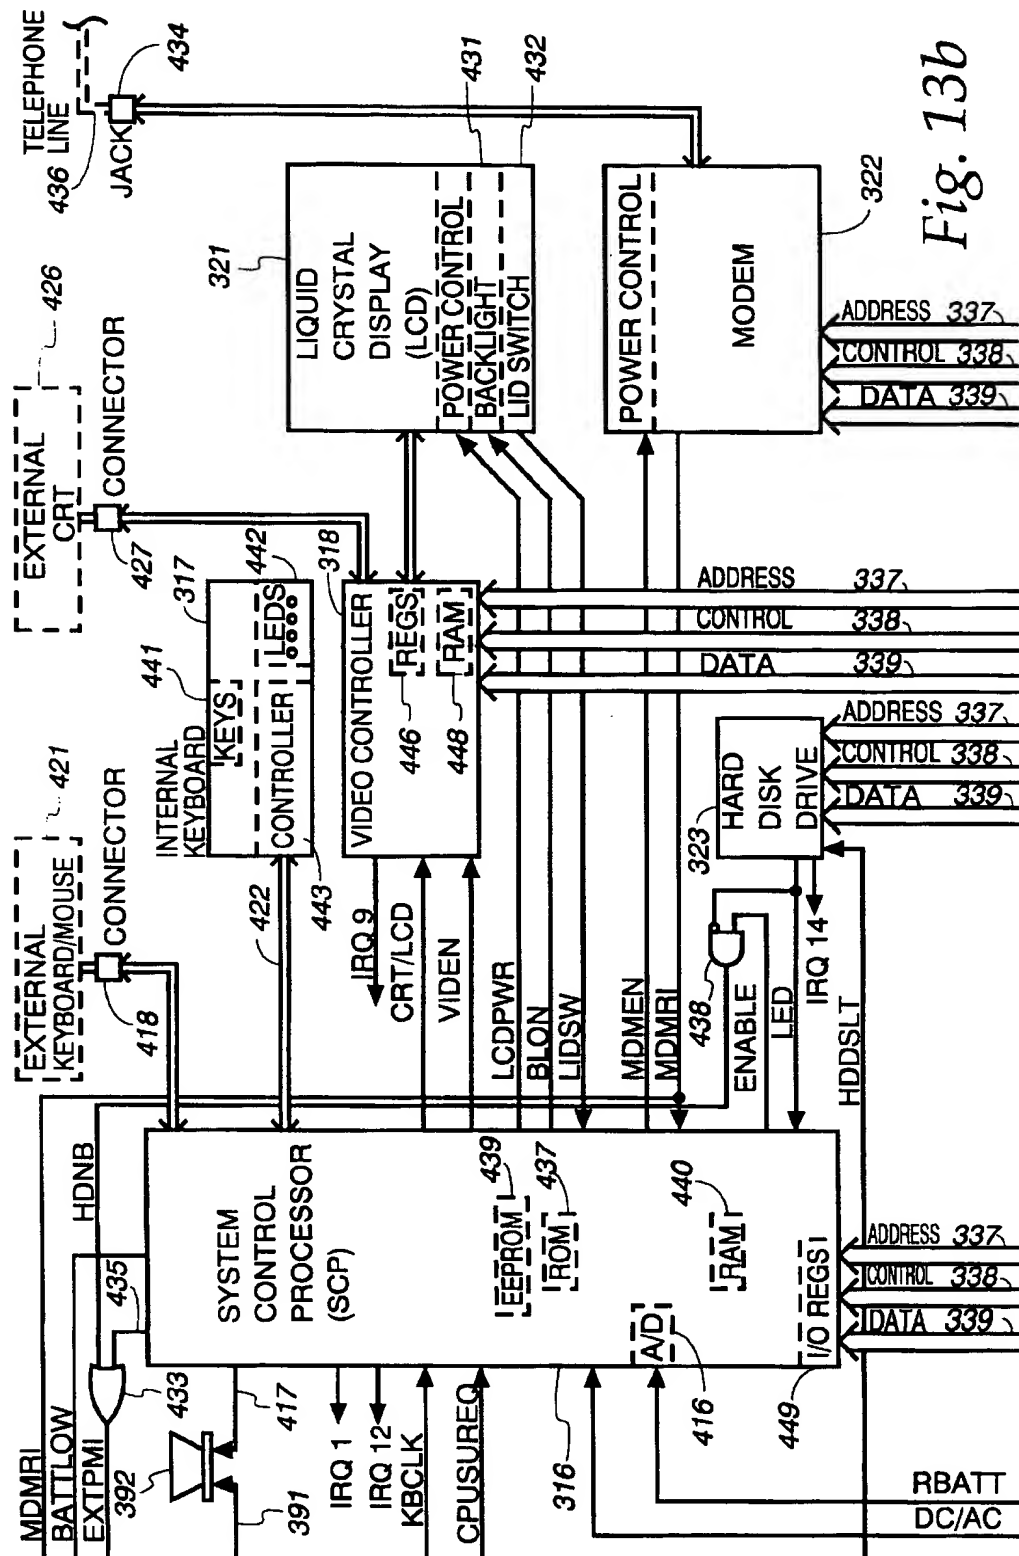 TELEPHONE
LINE
436
JACK
434
EXTERNAL
CRT
426
CONNECTOR
427
EXTERNAL
KEYBOARD/MOUSE
421
CONNECTOR
418
LIQUID
CRYSTAL
DISPLAY
(LCD)
POWER CONTROL
BACKLIGHT
LID SWITCH
321
431
432
POWER CONTROL
MODEM
322
ADDRESS 337
CONTROL 338
DATA 339
Fig. 13b
INTERNAL
KEYBOARD
441
317
KEYS
CONTROLLER
LEDS
442
443
422
VIDEO CONTROLLER
318
REGS
446
RAM
448
IRQ 9
CRT/LCD
VIDEN
ADDRESS 337
CONTROL 338
DATA 339
LCDPWR
BLON
LIDSW
MDMEN
MDMRI
HARD
DISK
DRIVE
323
ADDRESS 337
CONTROL 338
DATA 339
438
ENABLE
LED
IRQ 14
HDDSLT
SYSTEM
CONTROL
PROCESSOR
(SCP)
EEPROM
439
ROM
437
RAM
440
A/D
416
I/O REGS
449
316
ADDRESS 337
CONTROL 338
DATA 339
HDNB
435
433
MDMRI
BATTLOW
EXTPMI
392
417
391
IRQ 1
IRQ 12
KBCLK
CPUSUREQ
RBATT
DC/AC